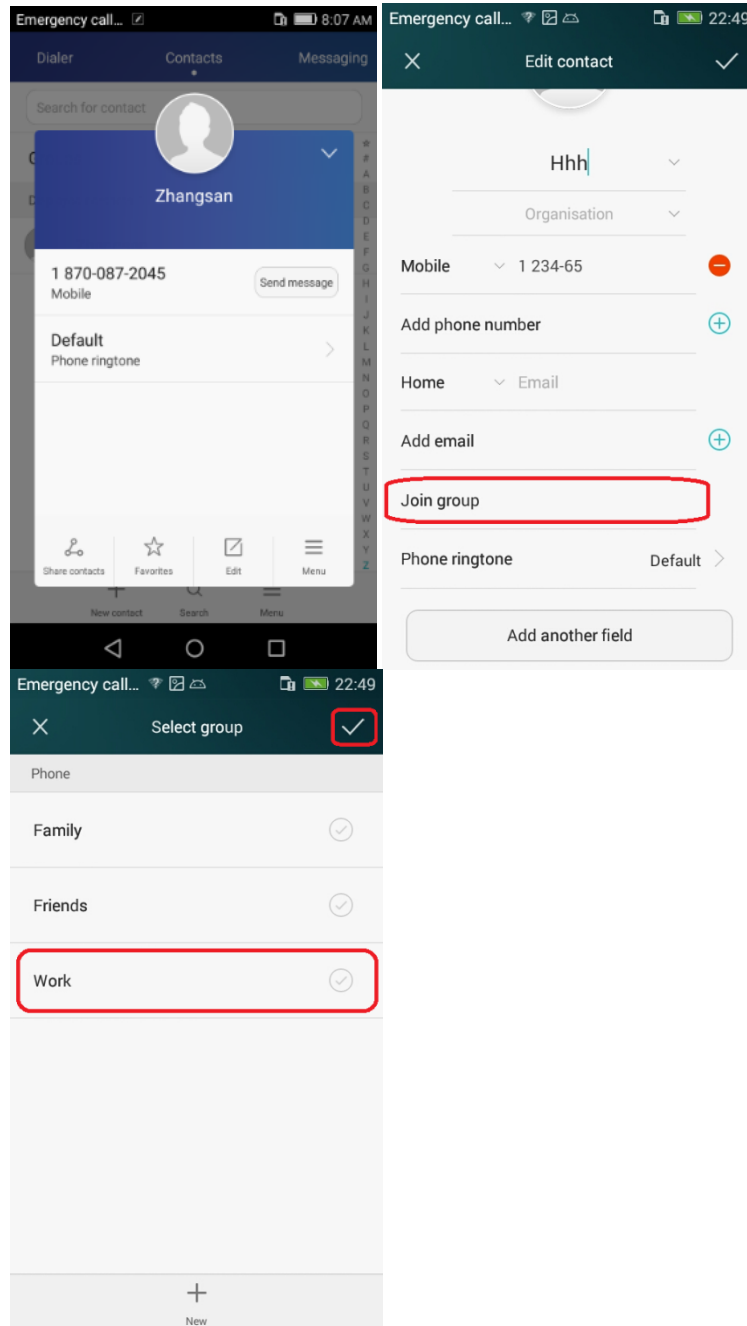 Emergency call... 8:07 AM
Dialer Contacts Messaging
Search for contact
Zhangsan
1 870-087-2045
Mobile
Send message
Default
Phone ringtone
#
A
B
C
D
E
F
G
H
I
J
K
L
M
N
O
P
Q
R
S
T
U
V
W
X
Y
Z
Share contacts Favorites Edit Menu
New contact Search Menu
Emergency call... 22:49
Edit contact
Hhh
Organisation
Mobile 1 234-65
Add phone number
Home Email
Add email
Join group
Phone ringtone Default
Add another field
Emergency call... 22:49
Select group
Phone
Family
Friends
Work
New